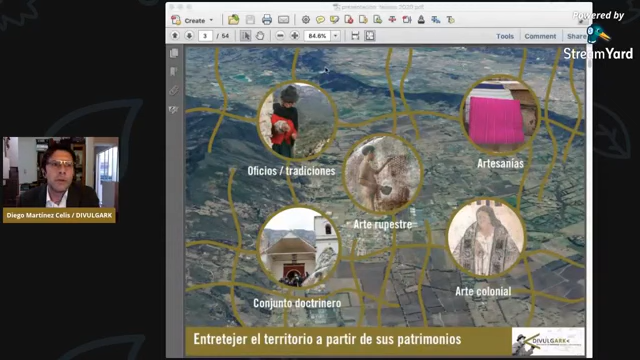 Powered by
StreamYard
Create
3 / 54
84.6%
Tools
Comment
Share
Oficios / tradiciones
Artesanías
Arte rupestre
Conjunto doctrinero
Arte colonial
Entretejer el territorio a partir de sus patrimonios
DIVULGARK
Diego Martínez Celis / DIVULGARK